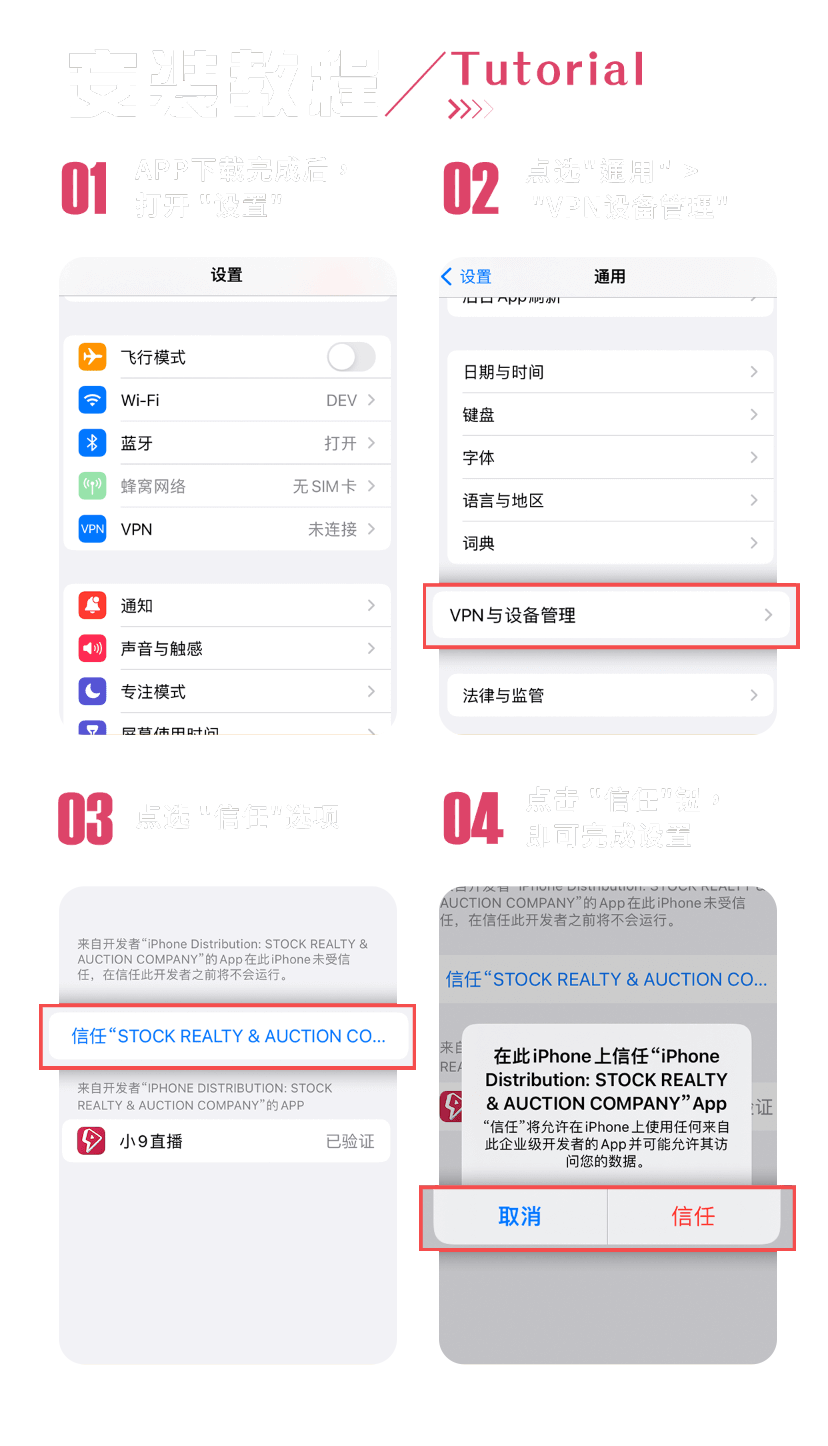 安装教程
Tutorial
01
APP下载完成后，
打开“设置”
02
点选“通用” >
“VPN设备管理”
设置
飞行模式
Wi-Fi
DEV
蓝牙
打开
蜂窝网络
无SIM卡
VPN
VPN
未连接
通知
声音与触感
专注模式
屏幕使用时间
设置
通用
后台App刷新
日期与时间
键盘
字体
语言与地区
词典
VPN与设备管理
法律与监管
03
点选“信任”选项
04
点击“信任”键，
即可完成设置
来自开发者“iPhone Distribution: STOCK REALTY &
AUCTION COMPANY”的App在此iPhone未受信
任，在信任此开发者之前将不会运行。
信任“STOCK REALTY & AUCTION CO...
来自开发者“IPHONE DISTRIBUTION: STOCK
REALTY & AUCTION COMPANY”的 APP
小9直播
已验证
来自开发者“iPhone Distribution: STOCK REALTY &
AUCTION COMPANY”的App在此iPhone未受信
任，在信任此开发者之前将不会运行。
信任“STOCK REALTY & AUCTION CO...
来自
REA
验证
在此iPhone上信任“iPhone
Distribution: STOCK REALTY
& AUCTION COMPANY”App
“信任”将允许在iPhone上使用任何来自
此企业级开发者的App并可能允许其访
问您的数据。
取消
信任